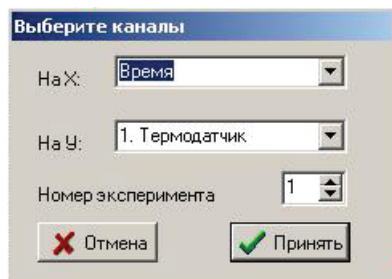 Выберите каналы
На X: Время
На У: 1. Термодатчик
Номер эксперимента 1
Отмена Принять